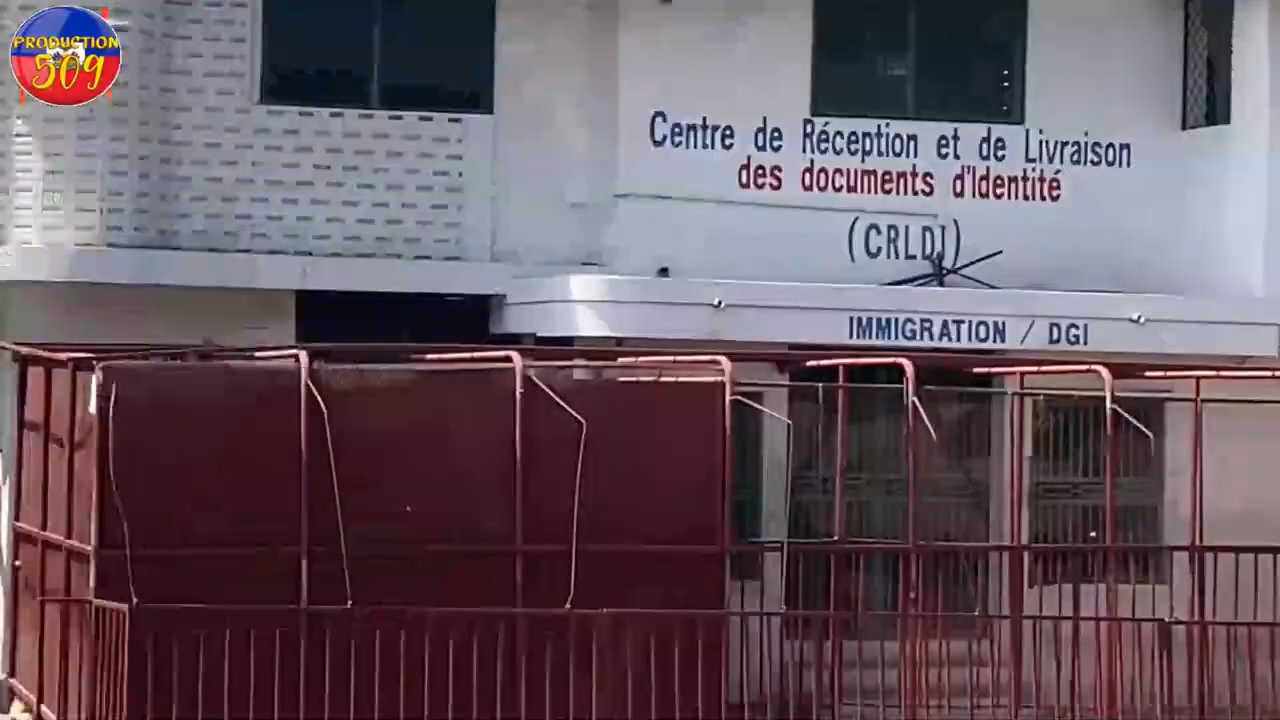 PRODUCTION
509
Centre de Réception et de Livraison
des documents d'Identité
(CRLDI)
IMMIGRATION / DGI